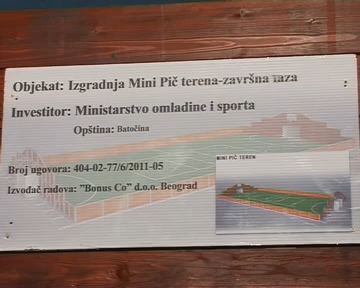 Objekat: Izgradnja Mini Pič terena-završna faza
Investitor: Ministarstvo omladine i sporta
Opština: Batočina
Broj ugovora: 404-02-77/6/2011-05
Izvođač radova: "Bonus Co" d.o.o. Beograd
MINI PIČ TEREN